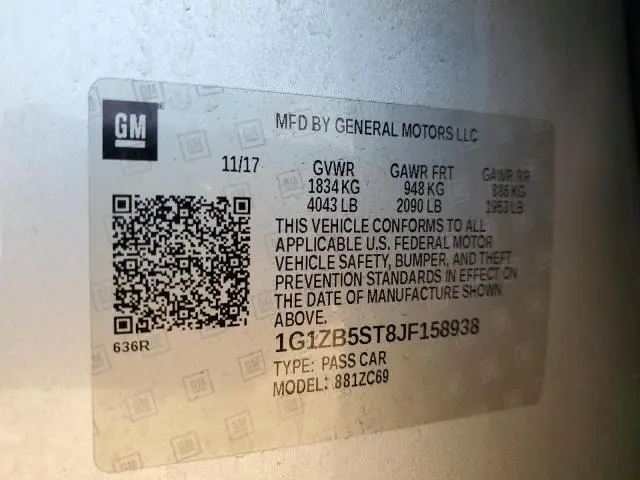 GM
MFD BY GENERAL MOTORS LLC
11/17 GVWR GAWR FRT GAWR RR
1834 KG 948 KG 886 KG
4043 LB 2090 LB 1953 LB
THIS VEHICLE CONFORMS TO ALL
APPLICABLE U.S. FEDERAL MOTOR
VEHICLE SAFETY, BUMPER, AND THEFT
PREVENTION STANDARDS IN EFFECT ON
THE DATE OF MANUFACTURE SHOWN
ABOVE.
636R
1G1ZB5ST8JF158938
TYPE: PASS CAR
MODEL: 881ZC69